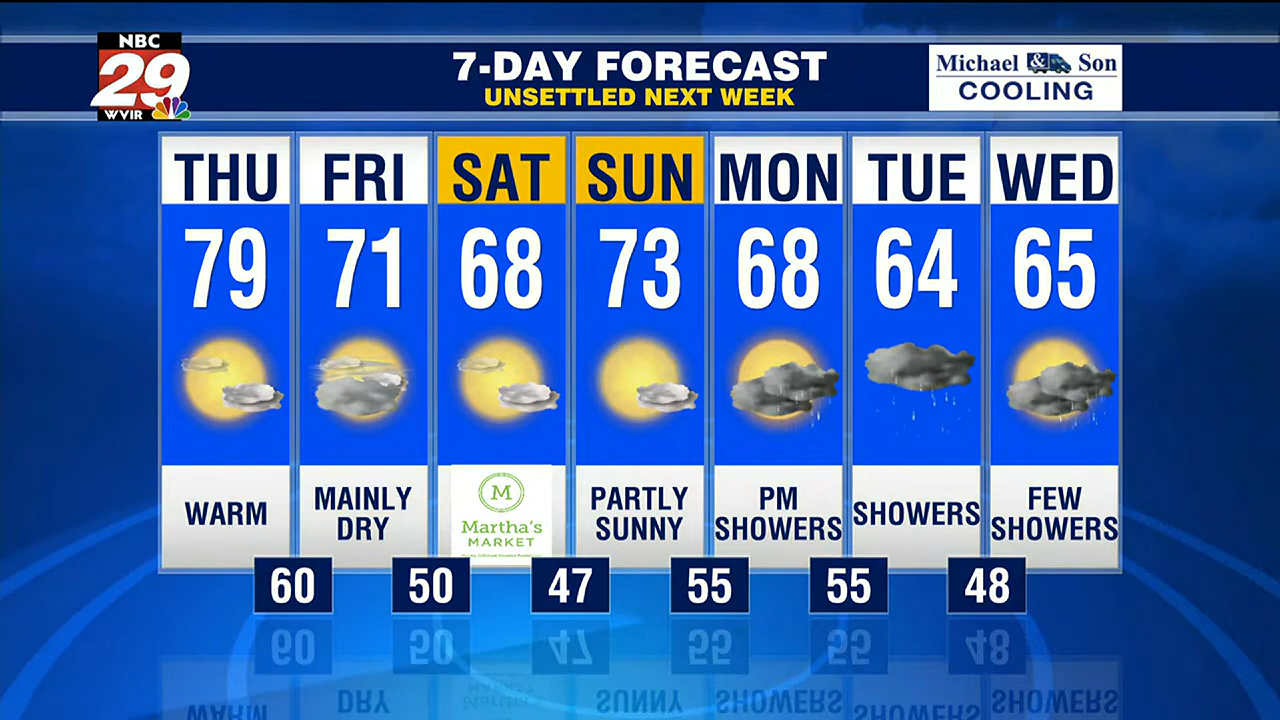 NBC
29
WVIR
7-DAY FORECAST
UNSETTLED NEXT WEEK
Michael & Son
COOLING
THU FRI SAT SUN MON TUE WED
79 71 68 73 68 64 65
WARM
MAINLY
DRY
M
Martha's
MARKET
PARTLY
SUNNY
PM
SHOWERS
SHOWERS
FEW
SHOWERS
60 50 47 55 55 48